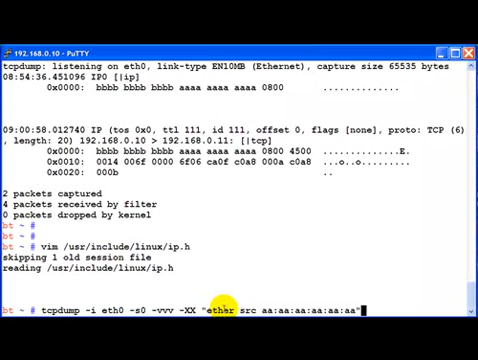 192.168.0.10 - PuTTY
tcpdump: listening on eth0, link-type EN10MB (Ethernet), capture size 65535 bytes
08:54:36.451096 IP0 [|ip]
0x0000: bbbb bbbb bbbb aaaa aaaa aaaa 0800 ..............
09:00:58.012740 IP (tos 0x0, ttl 111, id 111, offset 0, flags [none], proto: TCP (6)
, length: 20) 192.168.0.10 > 192.168.0.11: [|tcp]
0x0000: bbbb bbbb bbbb aaaa aaaa aaaa 0800 4500 ..............E.
0x0010: 0014 006f 0000 6f06 ca0f c0a8 000a c0a8 ...o..o.........
0x0020: 000b ..
2 packets captured
4 packets received by filter
0 packets dropped by kernel
bt ~ #
bt ~ #
bt ~ # vim /usr/include/linux/ip.h
skipping 1 old session file
reading /usr/include/linux/ip.h
bt ~ # tcpdump -i eth0 -s0 -vvv -XX "ether src aa:aa:aa:aa:aa:aa"